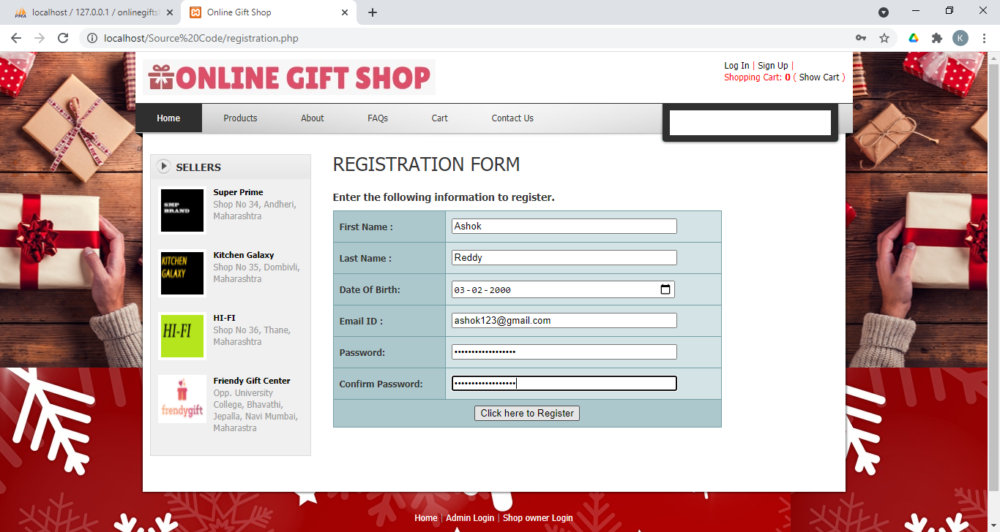 localhost / 127.0.0.1 / onlinegifts
Online Gift Shop
localhost/Source%20Code/registration.php
K
ONLINE GIFT SHOP
Log In | Sign Up |
Shopping Cart: 0 ( Show Cart )
Home Products About FAQs Cart Contact Us
SELLERS
SMP
BRAND
Super Prime
Shop No 34, Andheri,
Maharashtra
KITCHEN
GALAXY
Kitchen Galaxy
Shop No 35, Dombivli,
Maharashtra
HI-FI
HI-FI
Shop No 36, Thane,
Maharashtra
frendygift
Friendy Gift Center
Opp. University
College, Bhavathi,
Jepalla, Navi Mumbai,
Maharastra
REGISTRATION FORM
Enter the following information to register.
First Name : Ashok
Last Name : Reddy
Date Of Birth: 03-02-2000
Email ID : ashok123@gmail.com
Password: ••••••••••••••••••
Confirm Password: ••••••••••••••••••
Click here to Register
Home | Admin Login | Shop owner Login